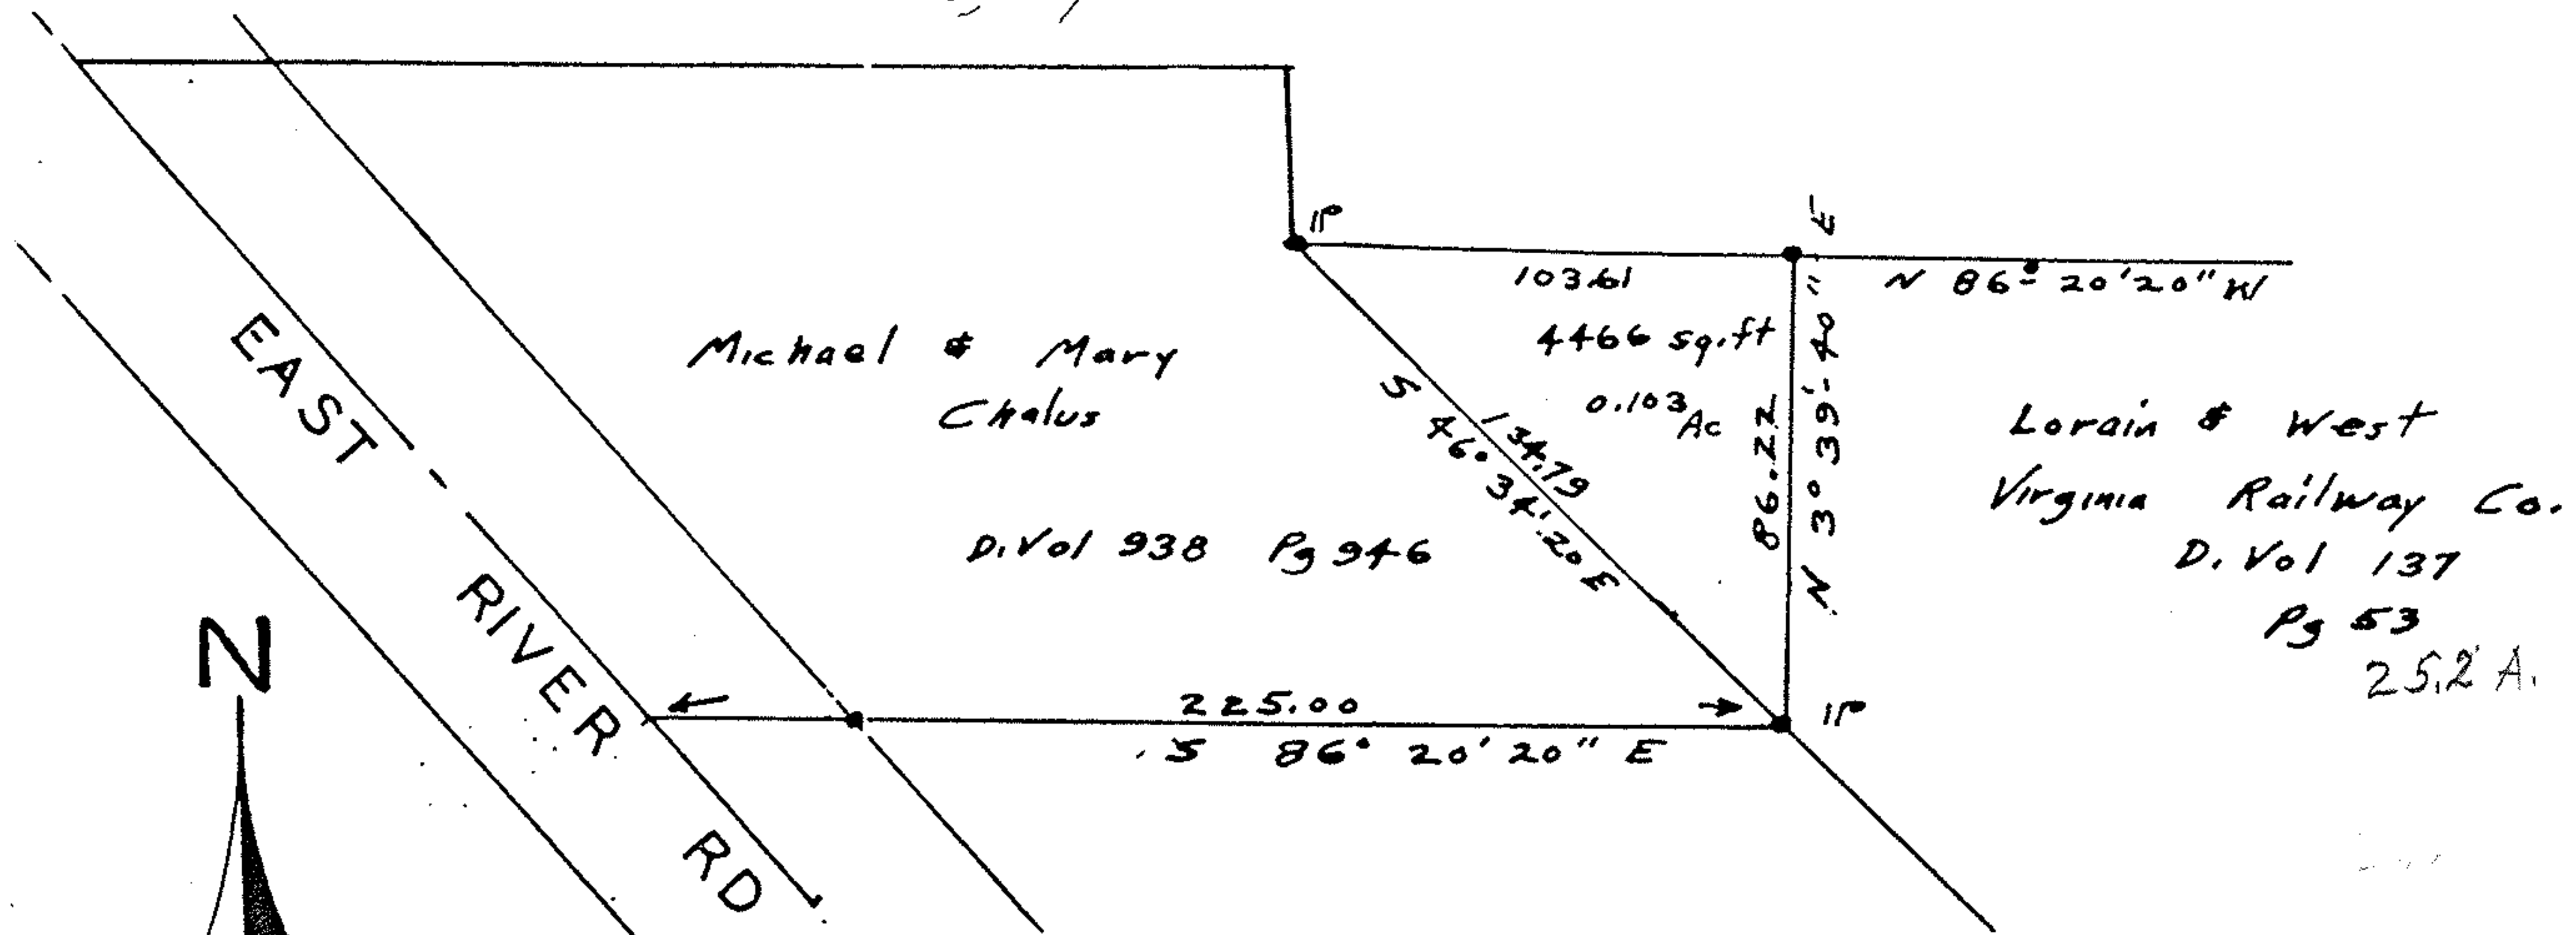 IP
E
103.61
N 86° 20' 20" W
4466 sq.ft
0.103 Ac
N 3° 39'- 40"
86.22
134.79
S 46° 34' 20 E
Michael & Mary
Chalus
D. Vol 938 Pg 946
Lorain & West
Virginia Railway Co.
D. Vol 137
Pg 53
25.2 A.
EAST RIVER RD
N
225.00
S 86° 20' 20" E
IP